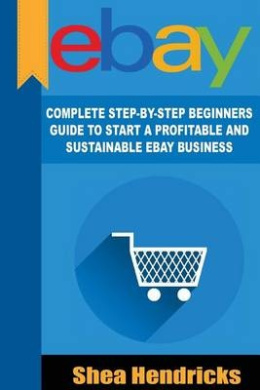 ebay
COMPLETE STEP-BY-STEP BEGINNERS
GUIDE TO START A PROFITABLE AND
SUSTAINABLE EBAY BUSINESS
Shea Hendricks